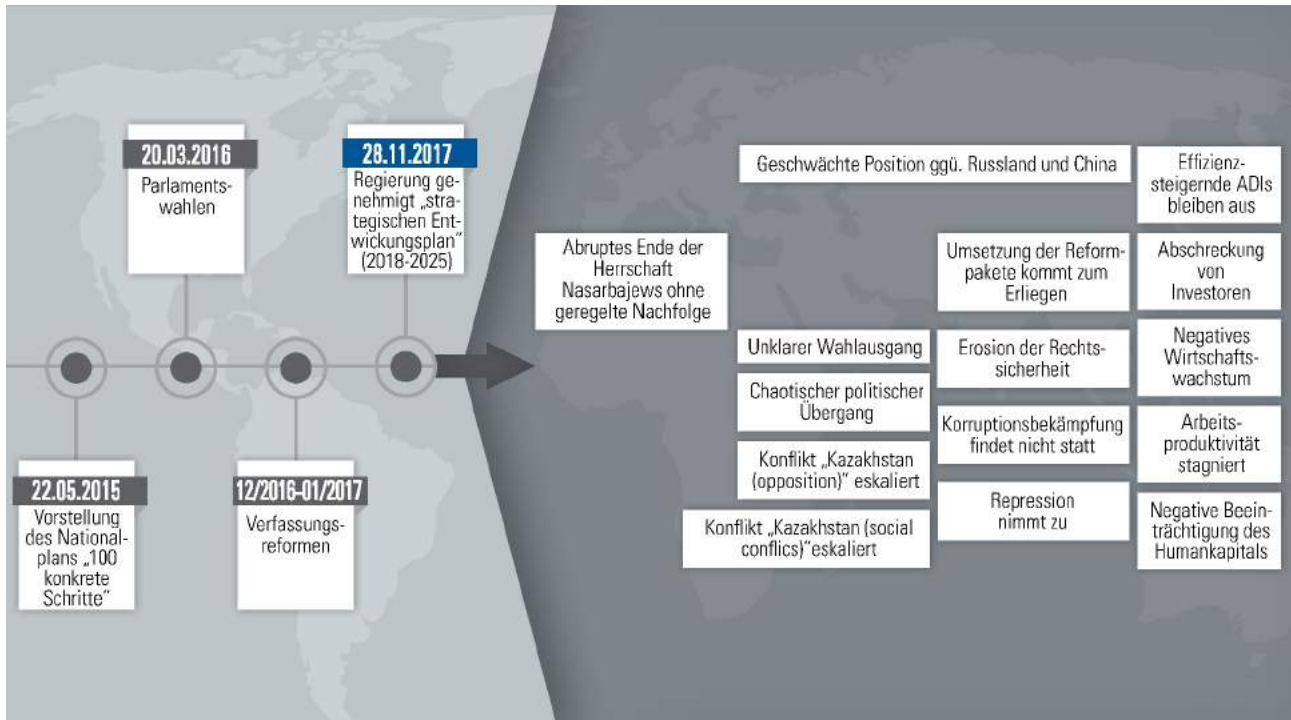 20.03.2016
Parlaments-
wahlen
28.11.2017
Regierung ge-
nehmigt „stra-
tegischen Ent-
wickungsplan“
(2018-2025)
22.05.2015
Vorstellung
des National-
plans „100
konkrete
Schritte“
12/2016-01/2017
Verfassungs-
reformen
Abruptes Ende der
Herrschaft
Nasarbajews ohne
geregelte Nachfolge
Geschwächte Position ggü. Russland und China
Unklarer Wahlausgang
Chaotischer politischer
Übergang
Konflikt „Kazakhstan
(opposition)“ eskaliert
Konflikt „Kazakhstan (social
conflics)“eskaliert
Umsetzung der Reform-
pakete kommt zum
Erliegen
Erosion der Rechts-
sicherheit
Korruptionsbekämpfung
findet nicht statt
Repression
nimmt zu
Effizienz-
steigernde ADIs
bleiben aus
Abschreckung
von
Investoren
Negatives
Wirtschafts-
wachstum
Arbeits-
produktivität
stagniert
Negative Beein-
trächtigung des
Humankapitals